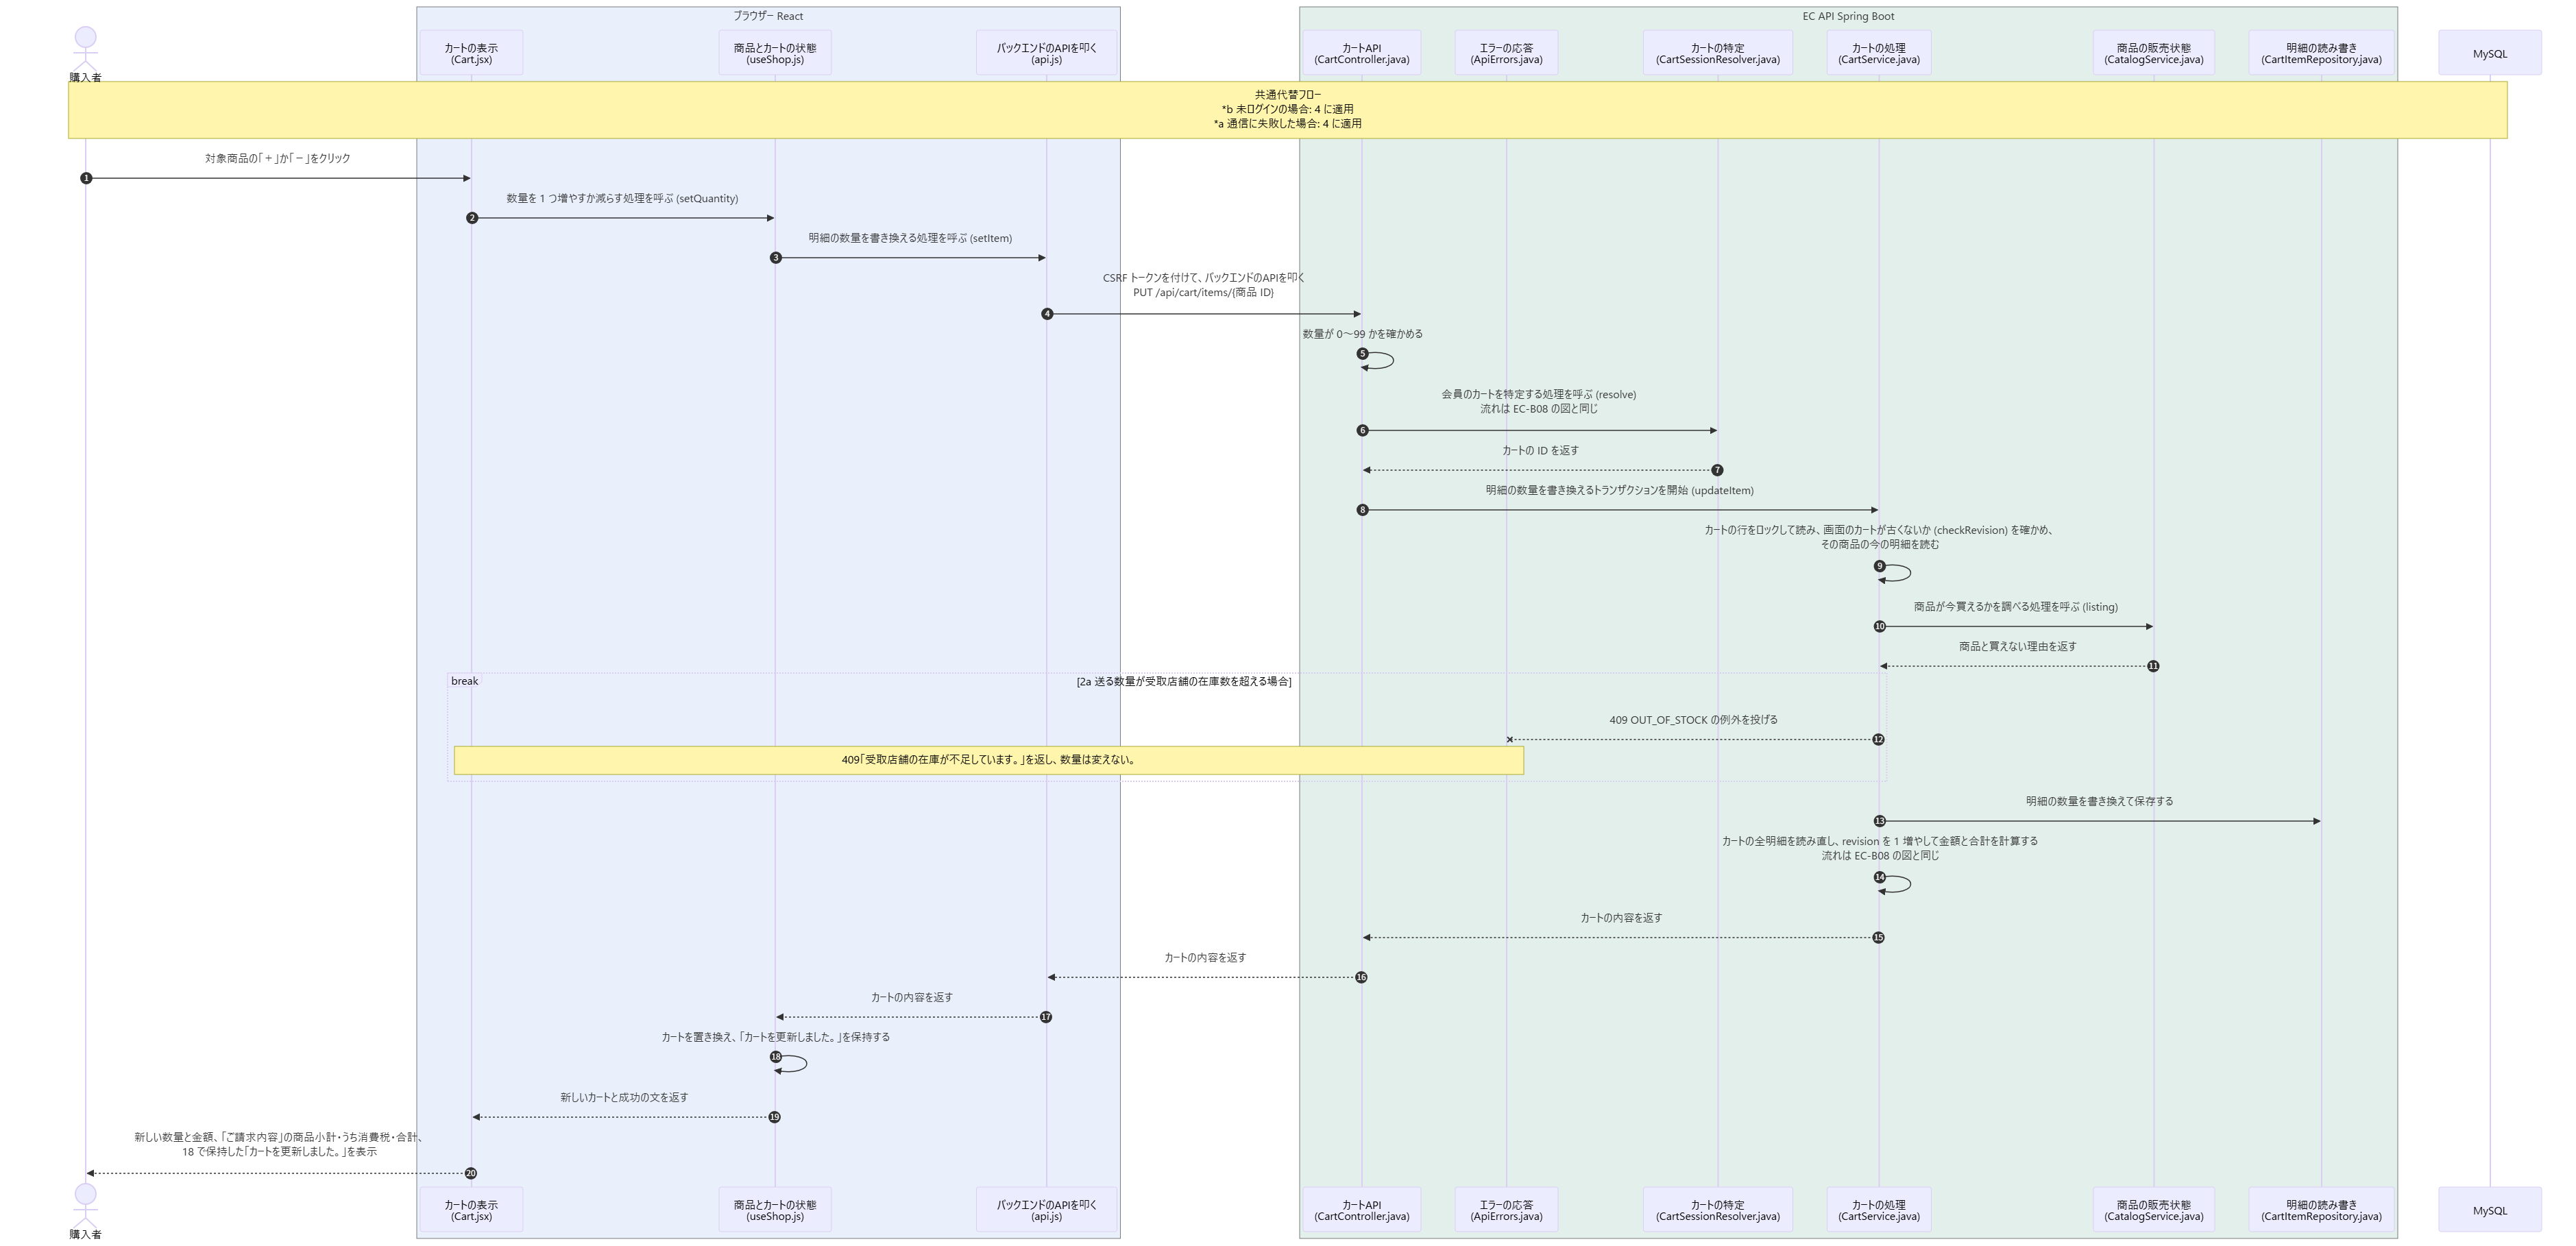 ブラウザー React
EC API Spring Boot
購入者
カートの表示
(Cart.jsx)
商品とカートの状態
(useShop.js)
バックエンドのAPIを叩く
(api.js)
カートAPI
(CartController.java)
エラーの応答
(ApiErrors.java)
カートの特定
(CartSessionResolver.java)
カートの処理
(CartService.java)
商品の販売状態
(CatalogService.java)
明細の読み書き
(CartItemRepository.java)
MySQL
共通代替フロー
*b 未ログインの場合: 4 に適用
*a 通信に失敗した場合: 4 に適用
対象商品の「＋」か「－」をクリック
1
数量を 1 つ増やすか減らす処理を呼ぶ (setQuantity)
2
明細の数量を書き換える処理を呼ぶ (setItem)
3
CSRF トークンを付けて、バックエンドのAPIを叩く
PUT /api/cart/items/{商品 ID}
4
数量が 0～99 かを確かめる
5
会員のカートを特定する処理を呼ぶ (resolve)
流れは EC-B08 の図と同じ
6
カートの ID を返す
7
明細の数量を書き換えるトランザクションを開始 (updateItem)
8
カートの行をロックして読み、画面のカートが古くないか (checkRevision) を確かめ、
その商品の今の明細を読む
9
商品が今買えるかを調べる処理を呼ぶ (listing)
10
商品と買えない理由を返す
11
break
[2a 送る数量が受取店舗の在庫数を超える場合]
409 OUT_OF_STOCK の例外を投げる
12
409「受取店舗の在庫が不足しています。」を返し、数量は変えない。
明細の数量を書き換えて保存する
13
カートの全明細を読み直し、revision を 1 増やして金額と合計を計算する
流れは EC-B08 の図と同じ
14
カートの内容を返す
15
カートの内容を返す
16
カートの内容を返す
17
カートを置き換え、「カートを更新しました。」を保持する
18
新しいカートと成功の文を返す
19
新しい数量と金額、「ご請求内容」の商品小計・うち消費税・合計、
18 で保持した「カートを更新しました。」を表示
20
購入者
カートの表示
(Cart.jsx)
商品とカートの状態
(useShop.js)
バックエンドのAPIを叩く
(api.js)
カートAPI
(CartController.java)
エラーの応答
(ApiErrors.java)
カートの特定
(CartSessionResolver.java)
カートの処理
(CartService.java)
商品の販売状態
(CatalogService.java)
明細の読み書き
(CartItemRepository.java)
MySQL